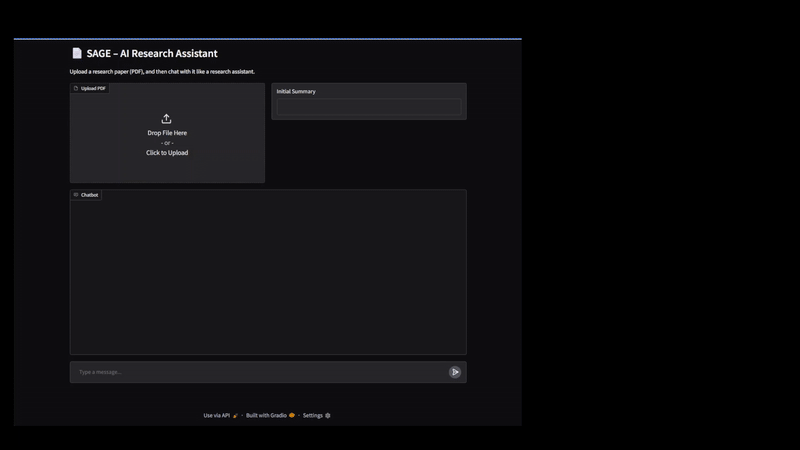 SAGE – AI Research Assistant
Upload a research paper (PDF), and then chat with it like a research assistant.
Upload PDF
Initial Summary
Drop File Here
- or -
Click to Upload
Chatbot
Type a message...
Use via API · Built with Gradio · Settings